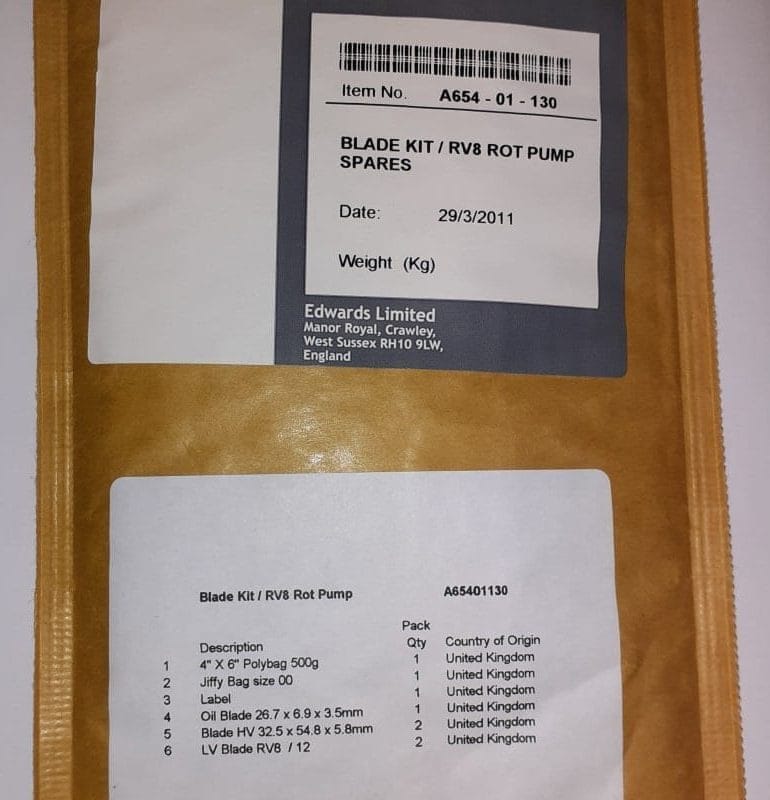 Item No. A654 - 01 - 130
BLADE KIT / RV8 ROT PUMP
SPARES
Date: 29/3/2011
Weight (Kg)
Edwards Limited
Manor Royal, Crawley,
West Sussex RH10 9LW,
England
Blade Kit / RV8 Rot Pump A65401130
Pack
Description Qty Country of Origin
1 4" X 6" Polybag 500g 1 United Kingdom
2 Jiffy Bag size 00 1 United Kingdom
3 Label 1 United Kingdom
4 Oil Blade 26.7 x 6.9 x 3.5mm 1 United Kingdom
5 Blade HV 32.5 x 54.8 x 5.8mm 2 United Kingdom
6 LV Blade RV8 / 12 2 United Kingdom